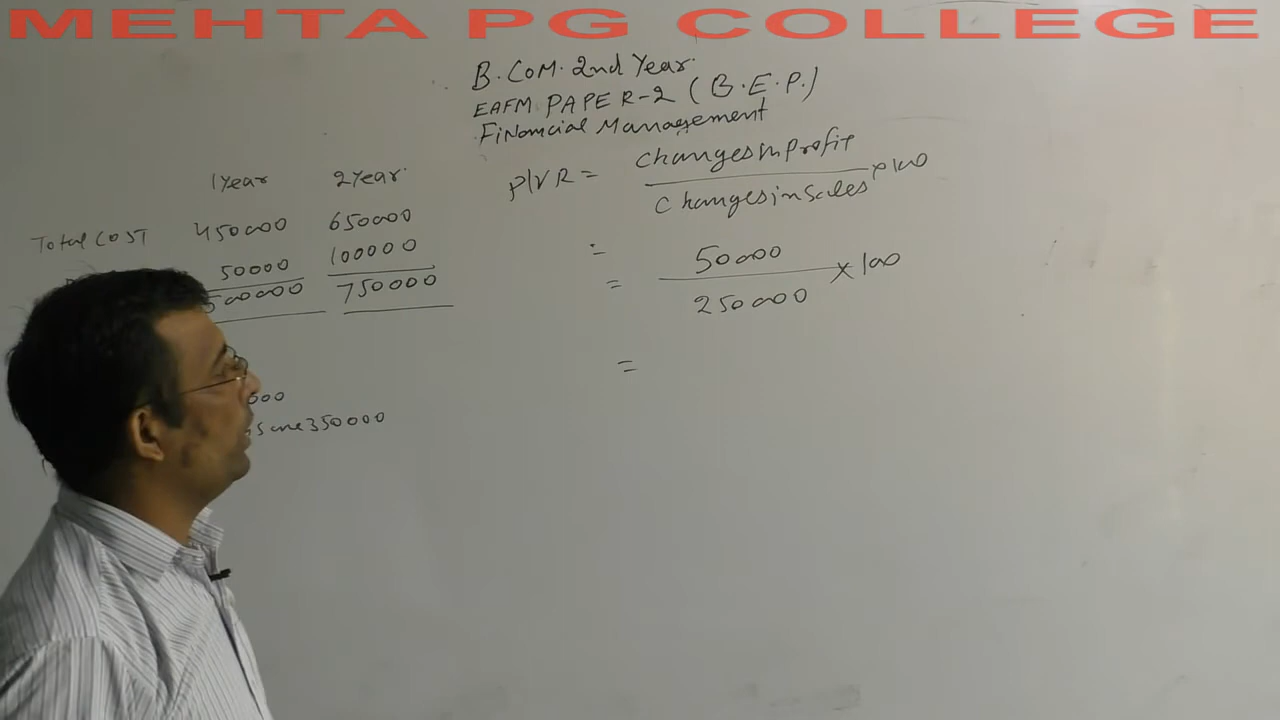 MEHTA PG COLLEGE
B.COM. 2nd Year.
EAFM PAPER-2 (B.E.P.)
Financial Management
1Year 2Year.
Total COST 450000 650000
50000 100000
500000 750000
000
350000
P/V R = Changes in Profit / Changes in Sales × 100
=
= 50000 / 250000 × 100
=